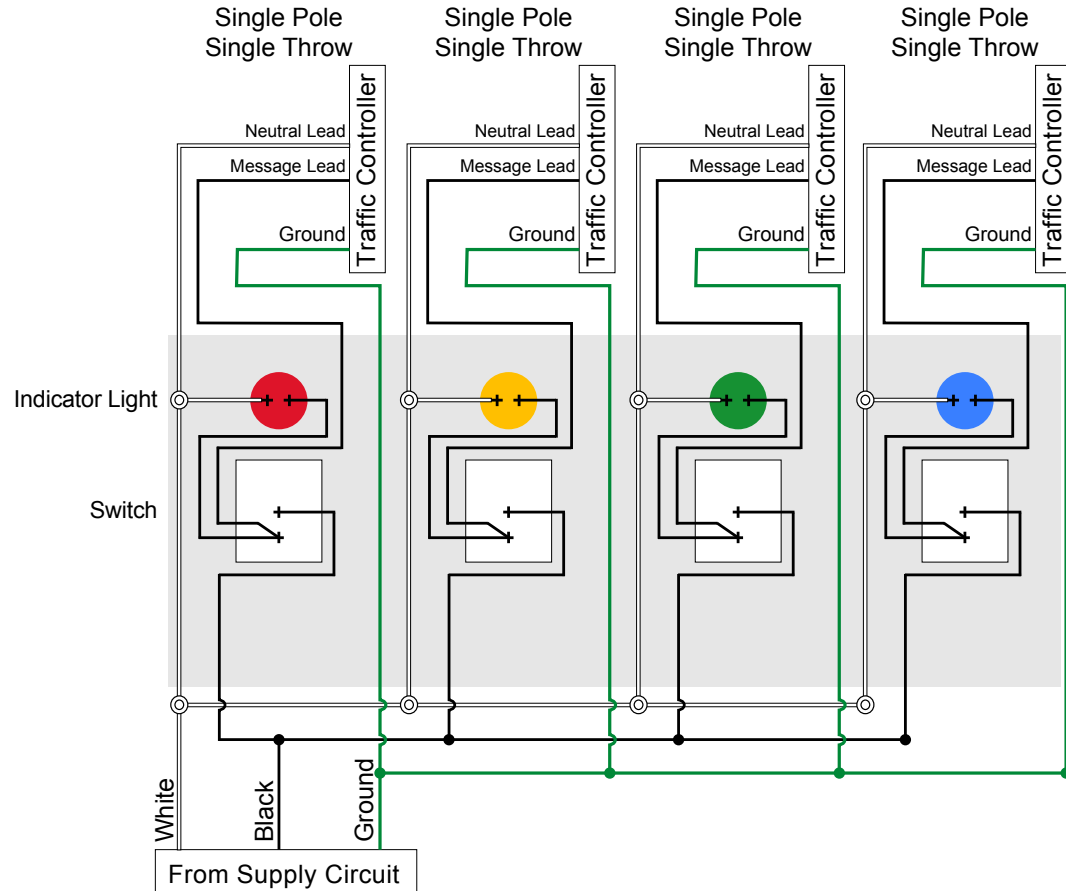 Single Pole
Single Throw
Single Pole
Single Throw
Single Pole
Single Throw
Single Pole
Single Throw
Neutral Lead
Message Lead
Ground
Traffic Controller
Neutral Lead
Message Lead
Ground
Traffic Controller
Neutral Lead
Message Lead
Ground
Traffic Controller
Neutral Lead
Message Lead
Ground
Traffic Controller
Indicator Light
Switch
White
Black
Ground
From Supply Circuit